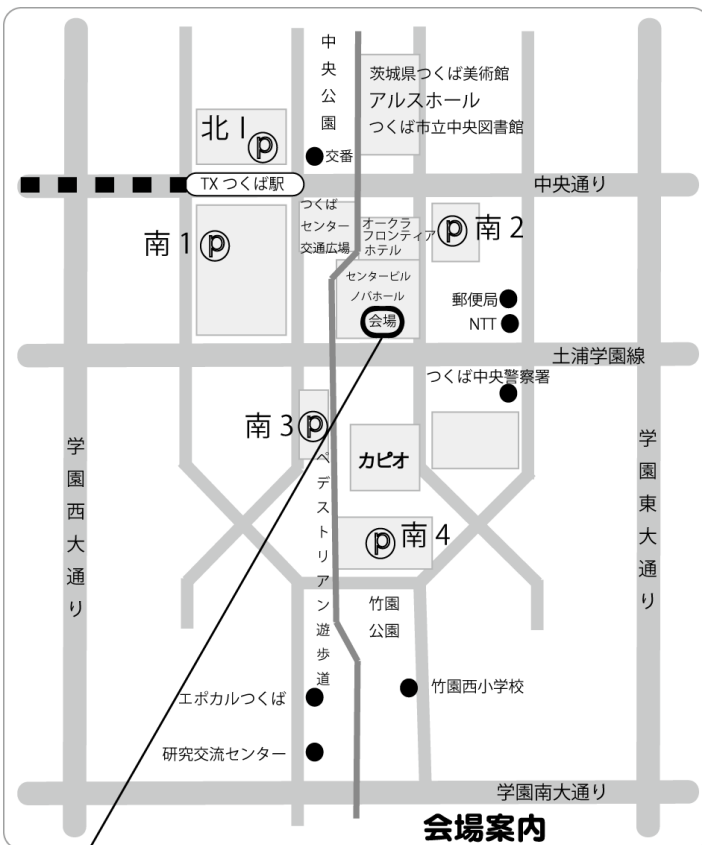 中央公園
茨城県つくば美術館
アルスホール
つくば市立中央図書館
北1
P
交番
TX つくば駅
中央通り
つくば
センター
交通広場
オークラ
フロンティア
ホテル
P
南2
南1
P
センタービル
ノバホール
会場
郵便局
NTT
土浦学園線
つくば中央警察署
南3
P
カピオ
学園西大通り
学園東大通り
ペデストリアン遊歩道
P
南4
竹園
公園
エポカルつくば
竹園西小学校
研究交流センター
学園南大通り
会場案内